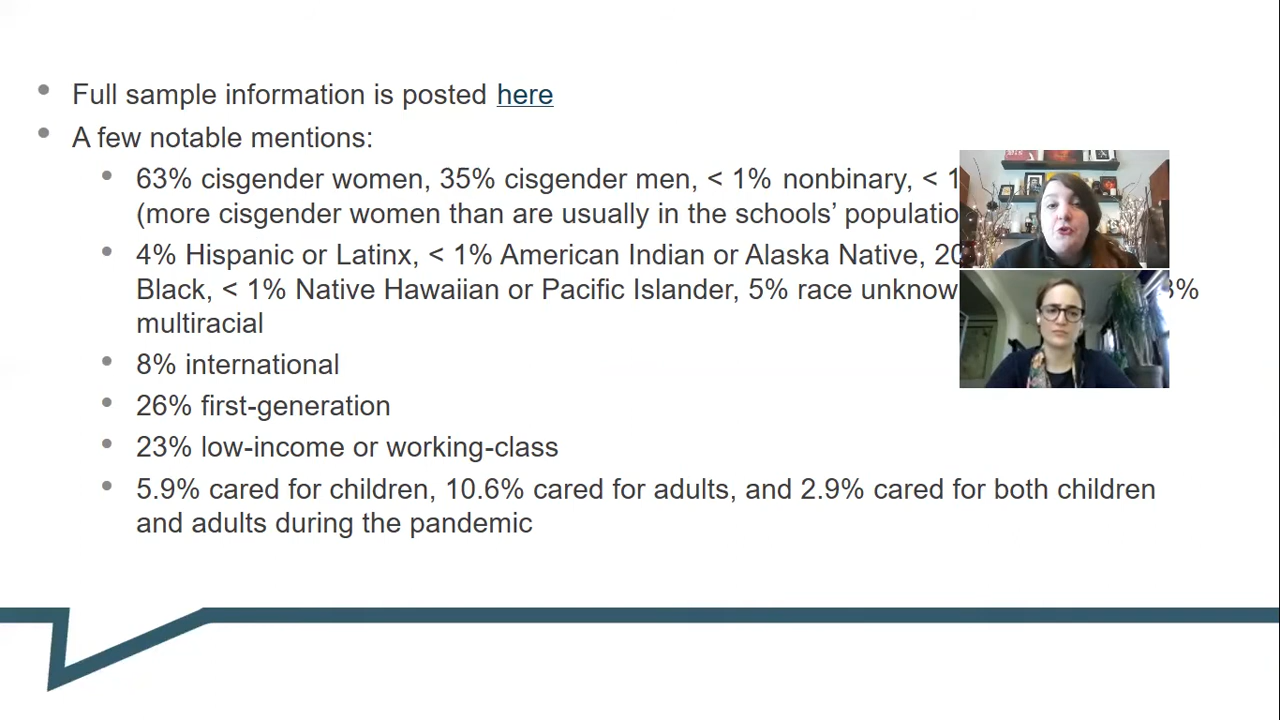 Full sample information is posted here
A few notable mentions:
63% cisgender women, 35% cisgender men, < 1% nonbinary, < 1
(more cisgender women than are usually in the schools’ populatio
4% Hispanic or Latinx, < 1% American Indian or Alaska Native, 20
Black, < 1% Native Hawaiian or Pacific Islander, 5% race unknow 3%
multiracial
8% international
26% first-generation
23% low-income or working-class
5.9% cared for children, 10.6% cared for adults, and 2.9% cared for both children
and adults during the pandemic